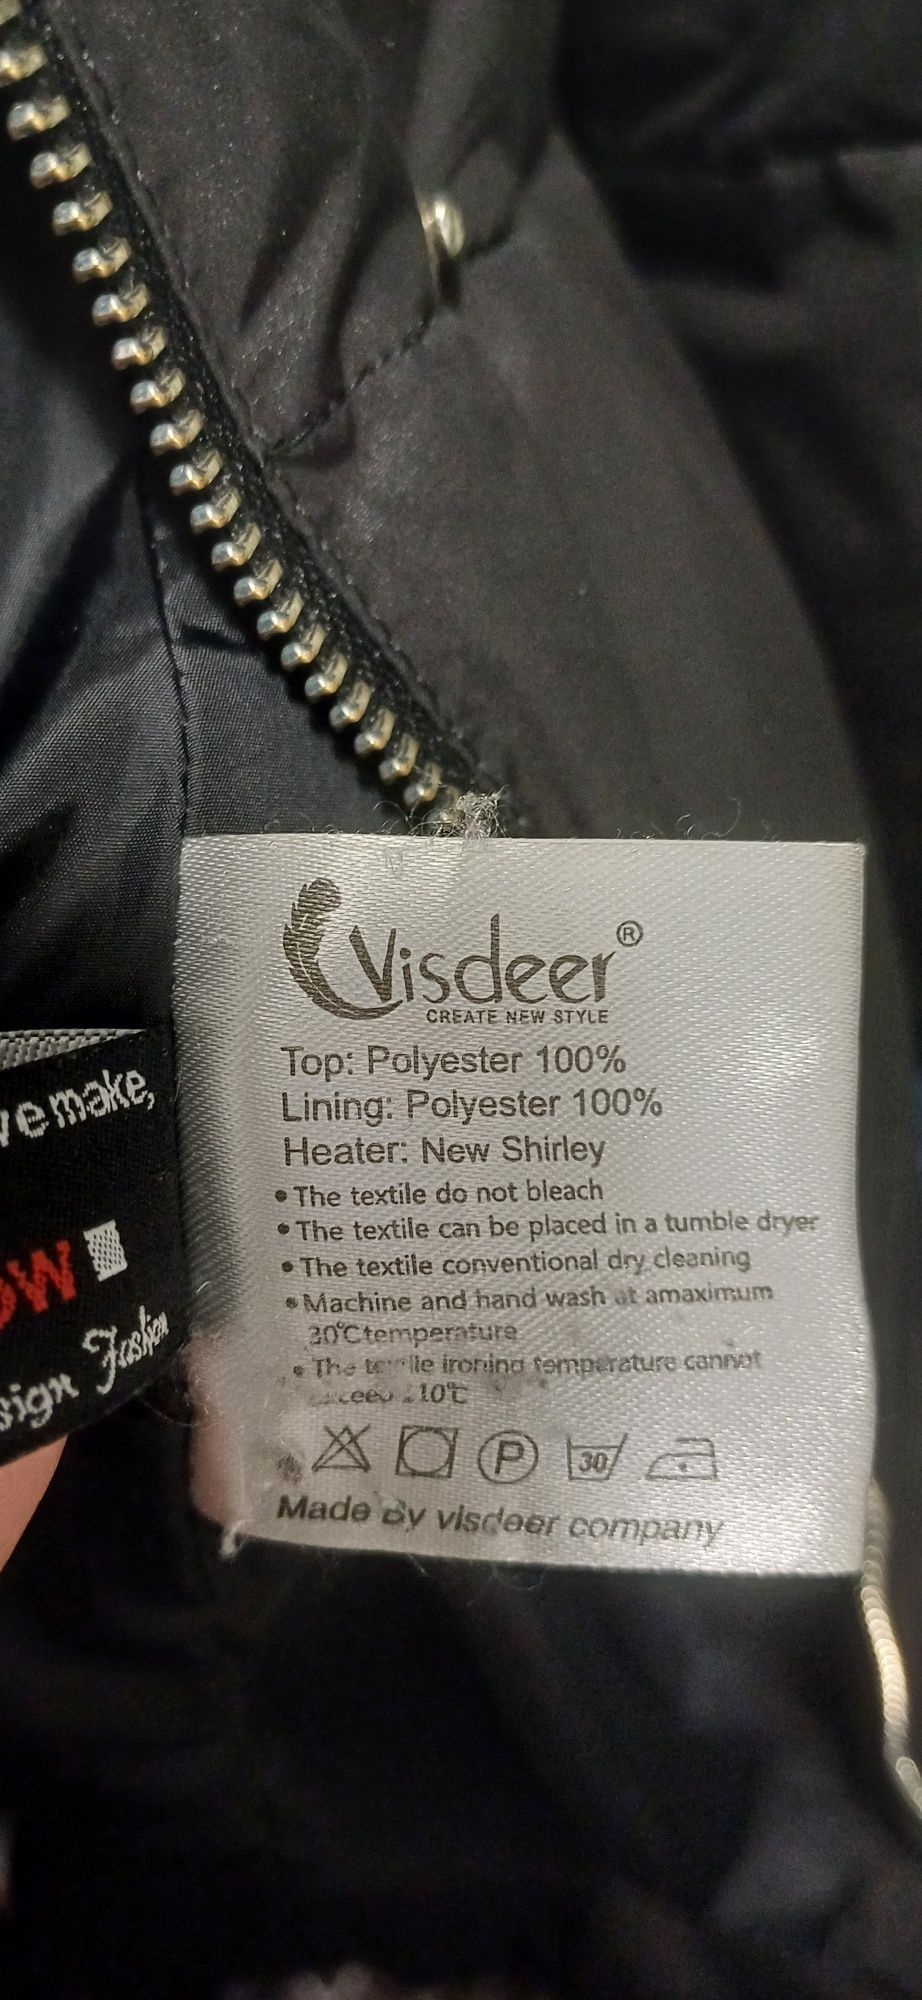 Visdeer®
CREATE NEW STYLE
Top: Polyester 100%
Lining: Polyester 100%
Heater: New Shirley
• The textile do not bleach
• The textile can be placed in a tumble dryer
• The textile conventional dry cleaning
• Machine and hand wash at amaximum
30℃temperature
• The textile ironing temperature cannot
P
30
Made By visdeer company
make,
Fashion